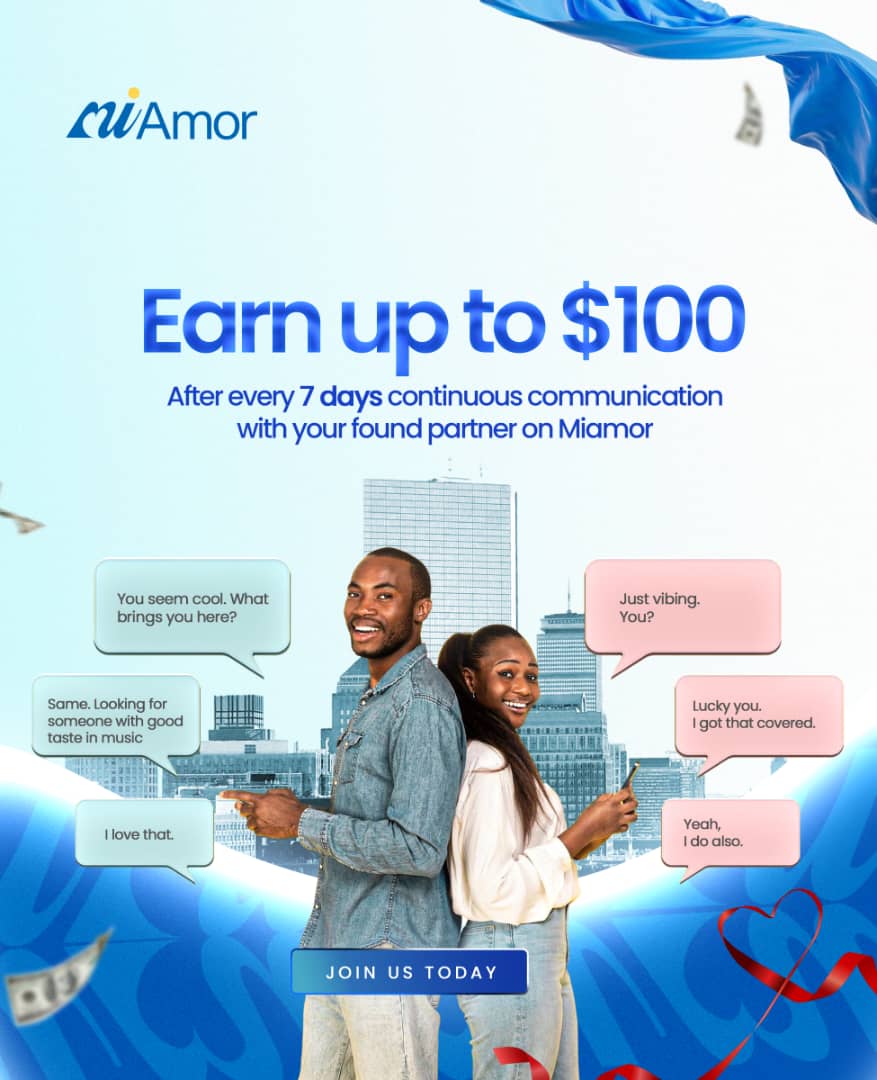 miAmor
Earn up to $100
After every 7 days continuous communication
with your found partner on Miamor
You seem cool. What
brings you here?
Just vibing.
You?
Same. Looking for
someone with good
taste in music
Lucky you.
I got that covered.
I love that.
Yeah,
I do also.
JOIN US TODAY